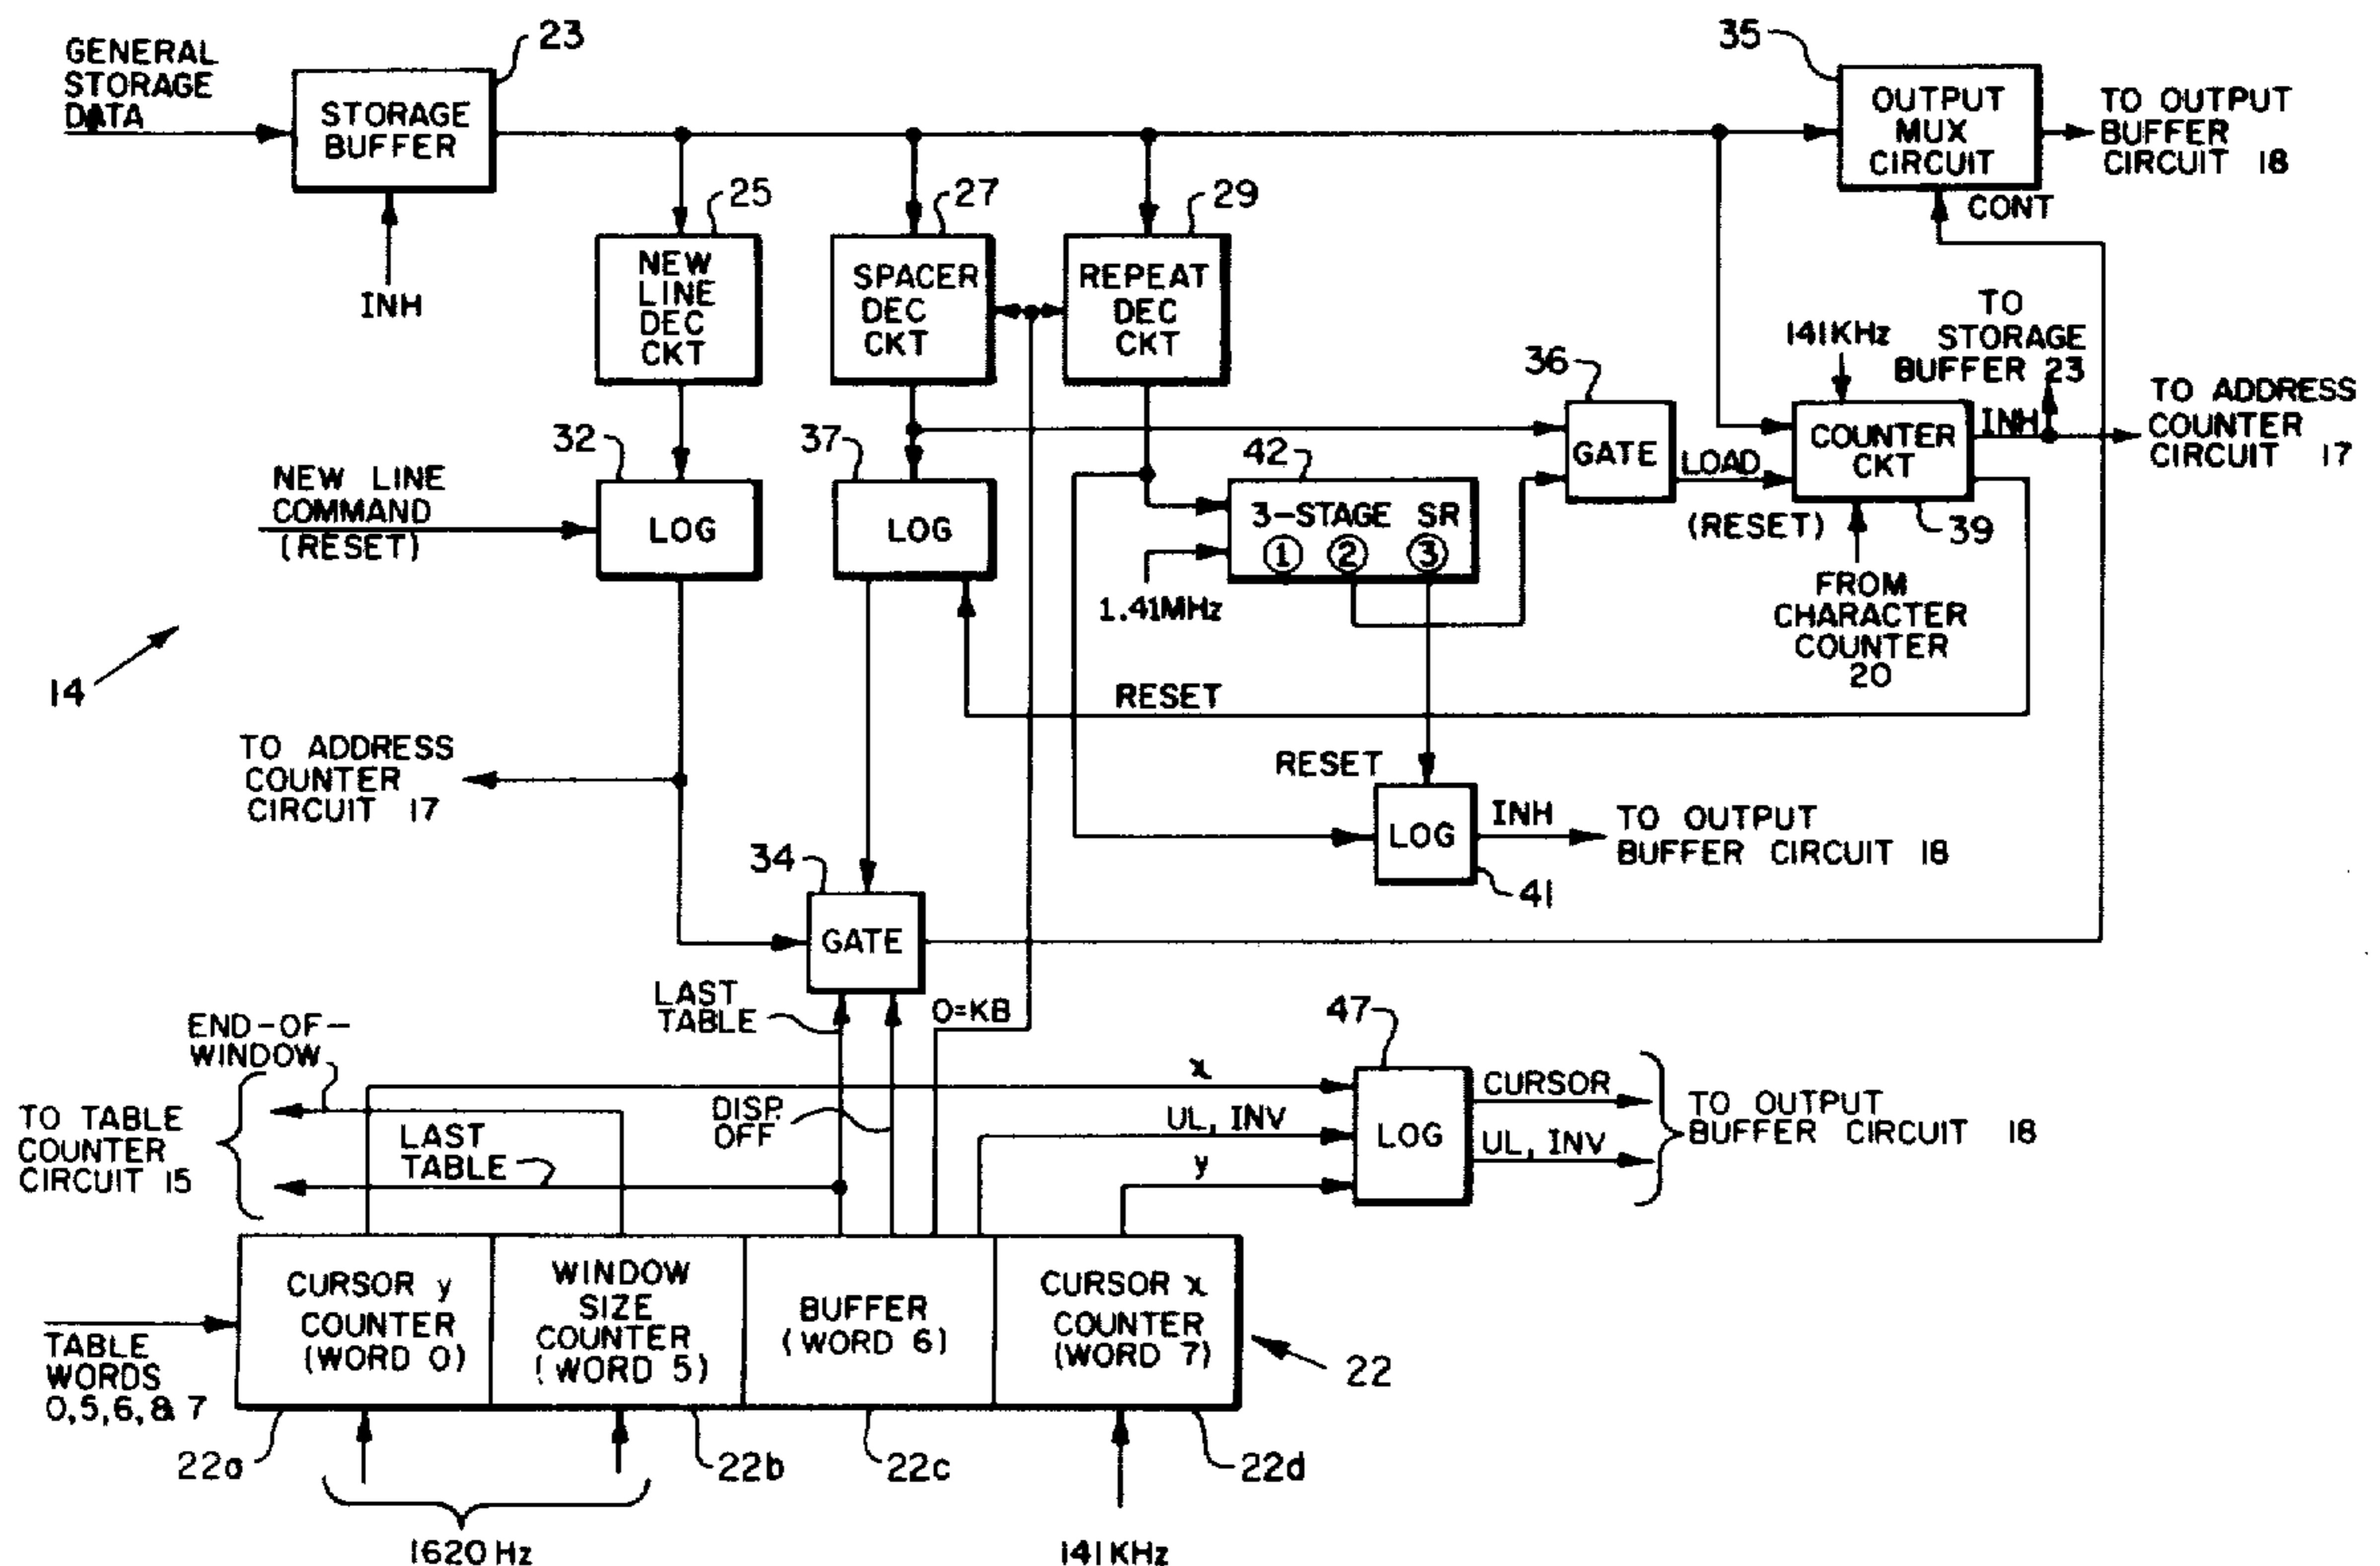 GENERAL
STORAGE
DATA
STORAGE
BUFFER
23
INH
NEW
LINE
DEC
CKT
25
SPACER
DEC
CKT
27
REPEAT
DEC
CKT
29
35
OUTPUT
MUX
CIRCUIT
CONT
TO OUTPUT
BUFFER
CIRCUIT 18
TO
STORAGE
BUFFER 23
141KHz
36
GATE
LOAD
(RESET)
COUNTER
CKT
INH
39
TO ADDRESS
COUNTER
CIRCUIT 17
FROM
CHARACTER
COUNTER
20
NEW LINE
COMMAND
(RESET)
32
LOG
37
LOG
42
3-STAGE SR
1 2 3
1.41MHz
14
RESET
TO ADDRESS
COUNTER
CIRCUIT 17
RESET
LOG
41
INH
TO OUTPUT
BUFFER CIRCUIT 18
34
GATE
LAST
TABLE
O=KB
DISP.
OFF
END-OF-
WINDOW
TO TABLE
COUNTER
CIRCUIT 15
LAST
TABLE
x
UL, INV
y
47
LOG
CURSOR
UL, INV
TO OUTPUT
BUFFER CIRCUIT 18
TABLE
WORDS
0,5,6,& 7
CURSOR y
COUNTER
(WORD 0)
WINDOW
SIZE
COUNTER
(WORD 5)
BUFFER
(WORD 6)
CURSOR x
COUNTER
(WORD 7)
22
22a
22b
22c
22d
1620 Hz
141KHz